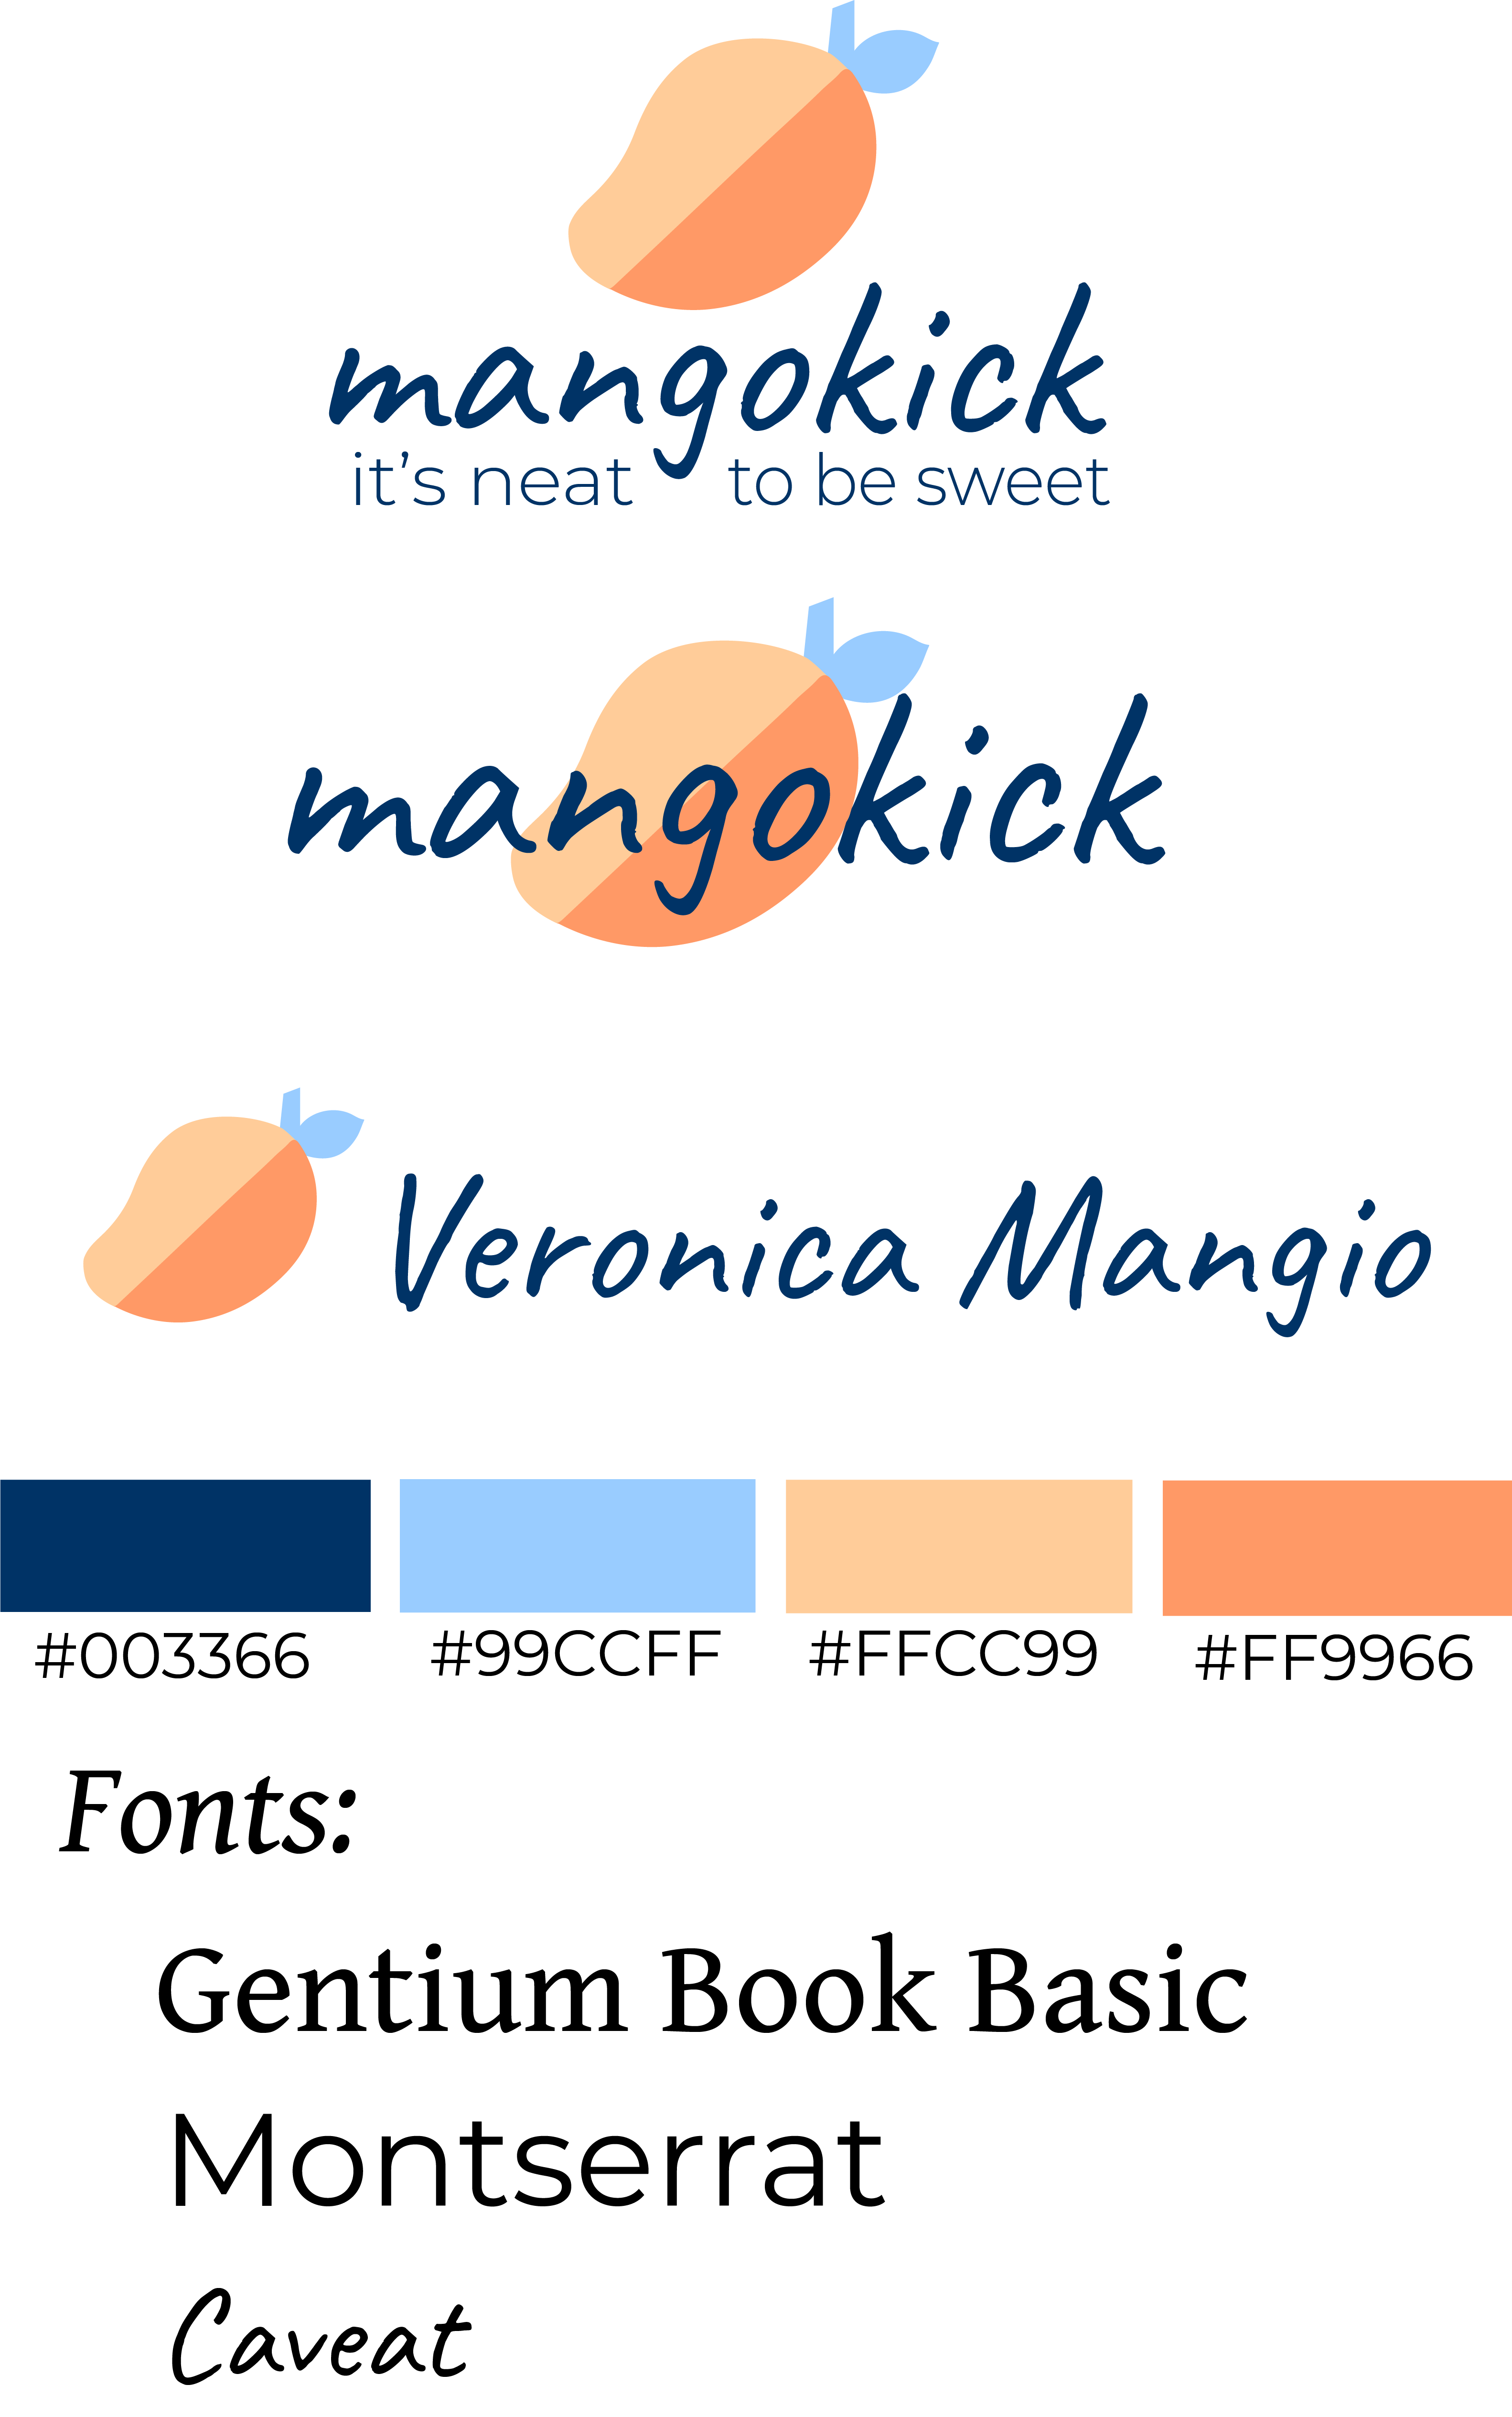 mangokick
it’s neat to be sweet
mangokick
Veronica Mangio
#003366 #99CCFF #FFCC99 #FF9966
Fonts:
Gentium Book Basic
Montserrat
Caveat